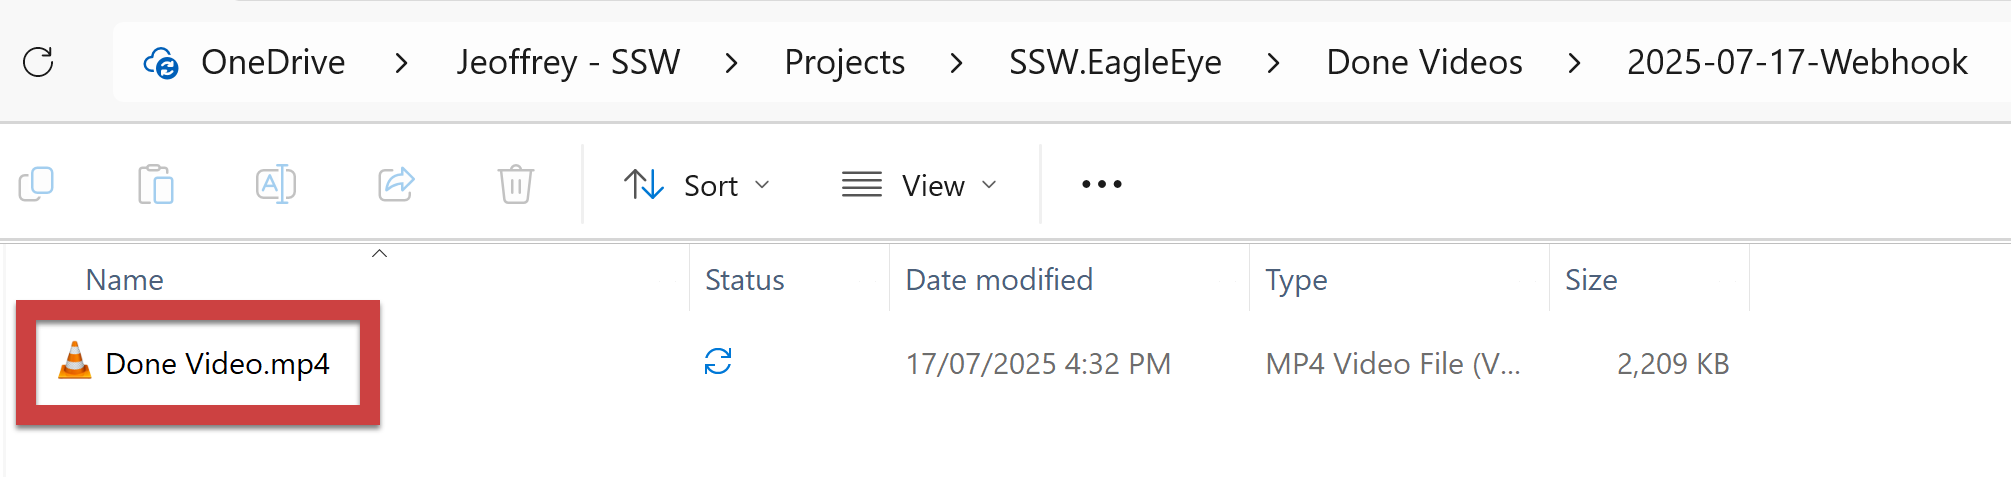 OneDrive > Jeoffrey - SSW > Projects > SSW.EagleEye > Done Videos > 2025-07-17-Webhook
Sort View
Name Status Date modified Type Size
Done Video.mp4 17/07/2025 4:32 PM MP4 Video File (V... 2,209 KB